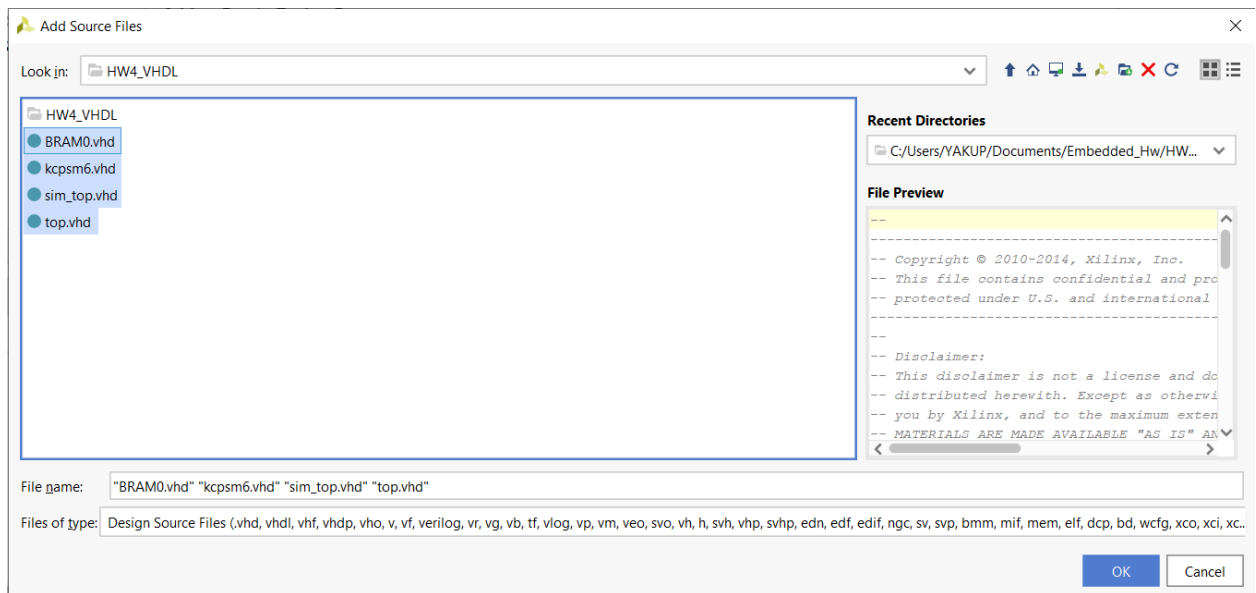 Add Source Files
Look in: HW4_VHDL
HW4_VHDL
BRAM0.vhd
kcpsm6.vhd
sim_top.vhd
top.vhd
Recent Directories
C:/Users/YAKUP/Documents/Embedded_Hw/HW...
File Preview
--
--------------------------------------------
-- Copyright © 2010-2014, Xilinx, Inc.
-- This file contains confidential and pro
-- protected under U.S. and international
--------------------------------------------
--
-- Disclaimer:
-- This disclaimer is not a license and do
-- distributed herewith. Except as otherwi
-- you by Xilinx, and to the maximum exten
-- MATERIALS ARE MADE AVAILABLE "AS IS" AN
File name: "BRAM0.vhd" "kcpsm6.vhd" "sim_top.vhd" "top.vhd"
Files of type: Design Source Files (.vhd, vhdl, vhf, vhdp, vho, v, vf, verilog, vr, vg, vb, tf, vlog, vp, vm, veo, svo, vh, h, svh, vhp, svhp, edn, edf, edif, ngc, sv, svp, bmm, mif, mem, elf, dcp, bd, wcfg, xco, xci, xc..
OK Cancel